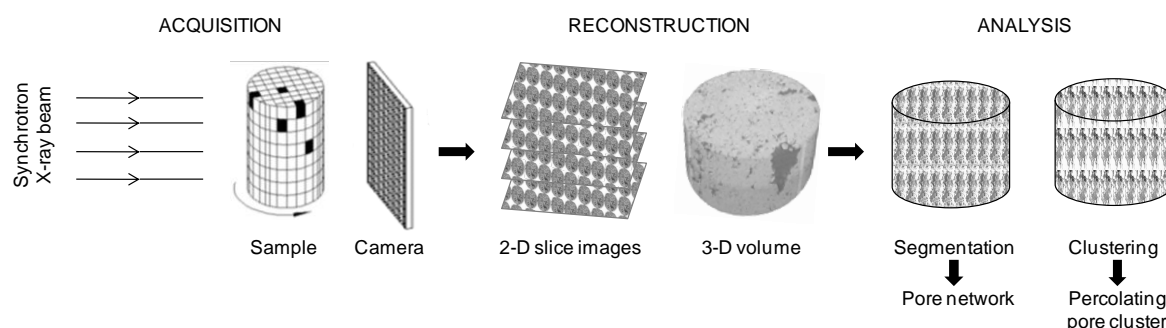 ACQUISITION
RECONSTRUCTION
ANALYSIS
Synchrotron
X-ray beam
Sample
Camera
2-D slice images
3-D volume
Segmentation
Clustering
Pore network
Percolating
pore cluster